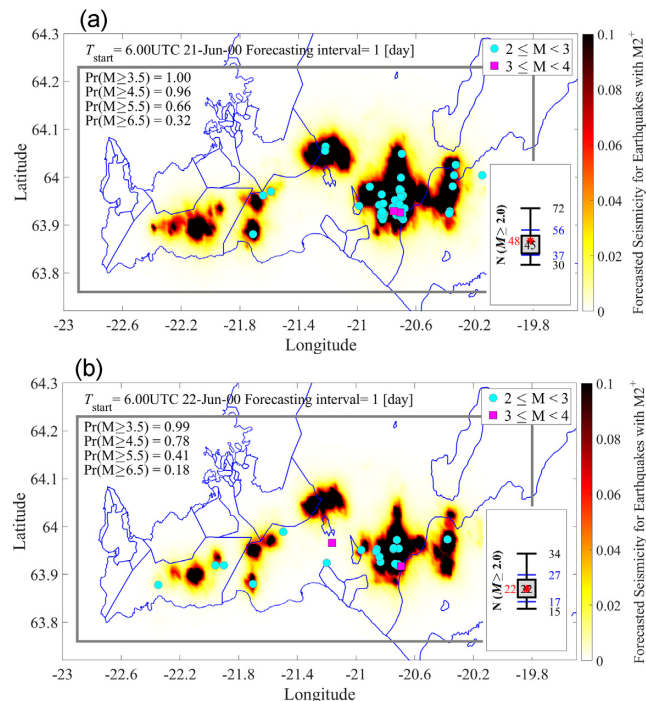 (a)
T_start = 6.00UTC 21-Jun-00 Forecasting interval= 1 [day]
2 ≤ M < 3
3 ≤ M < 4
Pr(M≥3.5) = 1.00
Pr(M≥4.5) = 0.96
Pr(M≥5.5) = 0.66
Pr(M≥6.5) = 0.32
64.3
64.2
64.1
64
63.9
63.8
Latitude
-23 -22.6 -22.2 -21.8 -21.4 -21 -20.6 -20.2 -19.8
Longitude
N (M ≥ 2.0)
72
56
48
45
37
30
0.1
0.08
0.06
0.04
0.02
0
Forecasted Seismicity for Earthquakes with M2+
(b)
T_start = 6.00UTC 22-Jun-00 Forecasting interval= 1 [day]
2 ≤ M < 3
3 ≤ M < 4
Pr(M≥3.5) = 0.99
Pr(M≥4.5) = 0.78
Pr(M≥5.5) = 0.41
Pr(M≥6.5) = 0.18
64.3
64.2
64.1
64
63.9
63.8
Latitude
-23 -22.6 -22.2 -21.8 -21.4 -21 -20.6 -20.2 -19.8
Longitude
N (M ≥ 2.0)
34
27
22
17
15
0.1
0.08
0.06
0.04
0.02
0
Forecasted Seismicity for Earthquakes with M2+